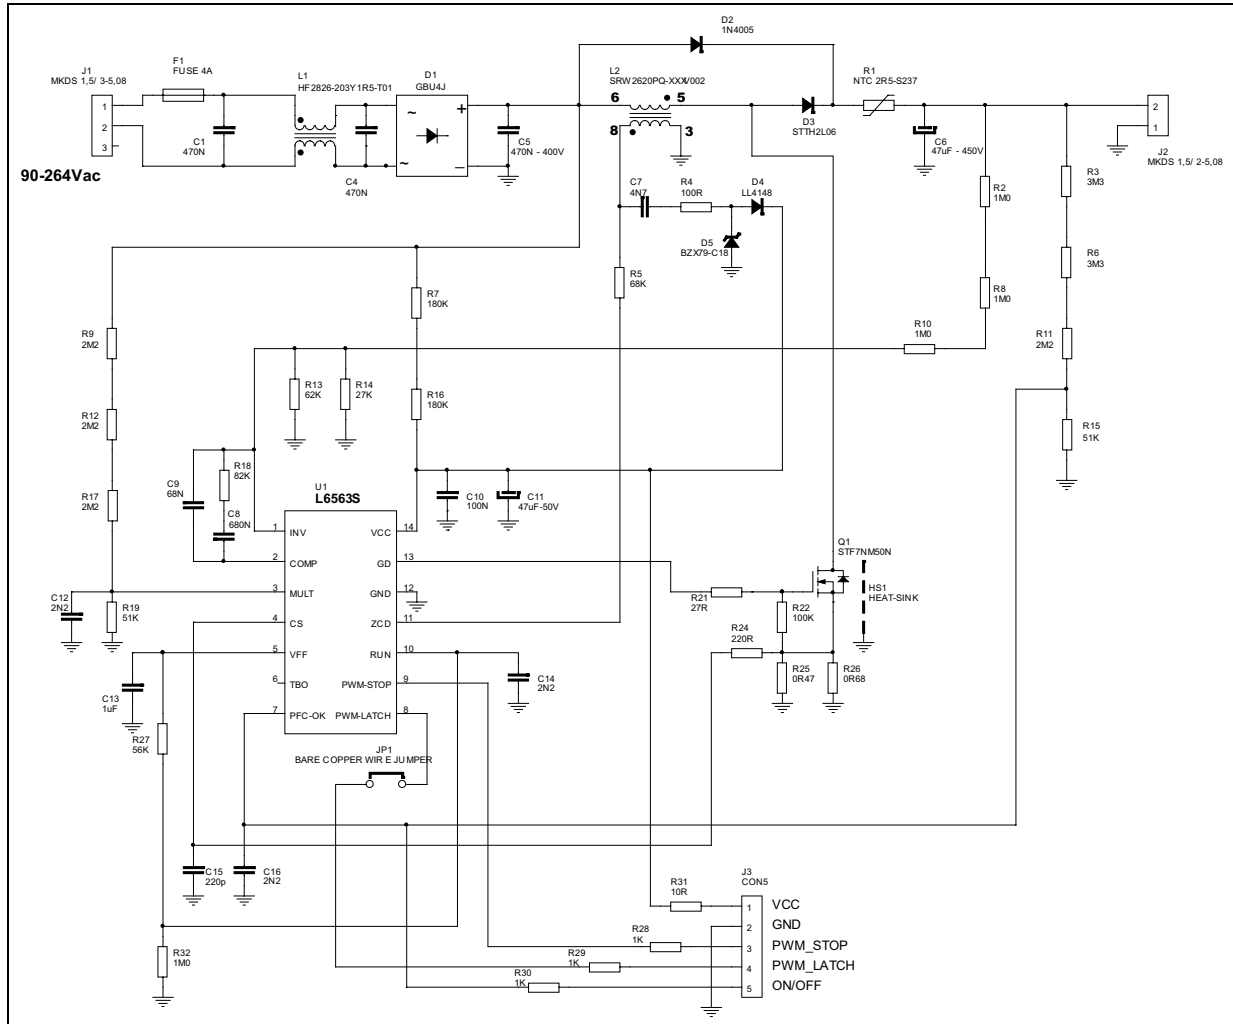 D2
1N4005
F1
FUSE 4A
J1
MKDS 1,5/ 3-5,08
1
2
3
90-264Vac
C1
470N
L1
HF2826-203Y1R5-T01
C4
470N
D1
GBU4J
~
~
+
−
C5
470N - 400V
L2
SRW2620PQ-XXXV002
6
5
8
3
D3
STTH2L06
R1
NTC 2R5-S237
C6
47uF - 450V
2
1
J2
MKDS 1,5/ 2-5,08
C7
4N7
R4
100R
D4
LL4148
D5
BZX79-C18
R5
68K
R2
1M0
R3
3M3
R6
3M3
R8
1M0
R10
1M0
R11
2M2
R15
51K
R7
180K
R9
2M2
R13
62K
R14
27K
R16
180K
R12
2M2
R17
2M2
C9
68N
R18
82K
C8
680N
C10
100N
C11
47uF-50V
U1
L6563S
1 INV
2 COMP
3 MULT
4 CS
5 VFF
6 TBO
7 PFC-OK
VCC 14
GD 13
GND 12
ZCD 11
RUN 10
PWM-STOP 9
PWM-LATCH 8
C12
2N2
R19
51K
C13
1uF
R27
56K
C14
2N2
Q1
STF7NM50N
HS1
HEAT-SINK
R21
27R
R22
100K
R24
220R
R25
0R47
R26
0R68
JP1
BARE COPPER WIRE JUMPER
C15
220p
C16
2N2
R32
1M0
R31
10R
R28
1K
R29
1K
R30
1K
J3
CON5
1 VCC
2 GND
3 PWM_STOP
4 PWM_LATCH
5 ON/OFF